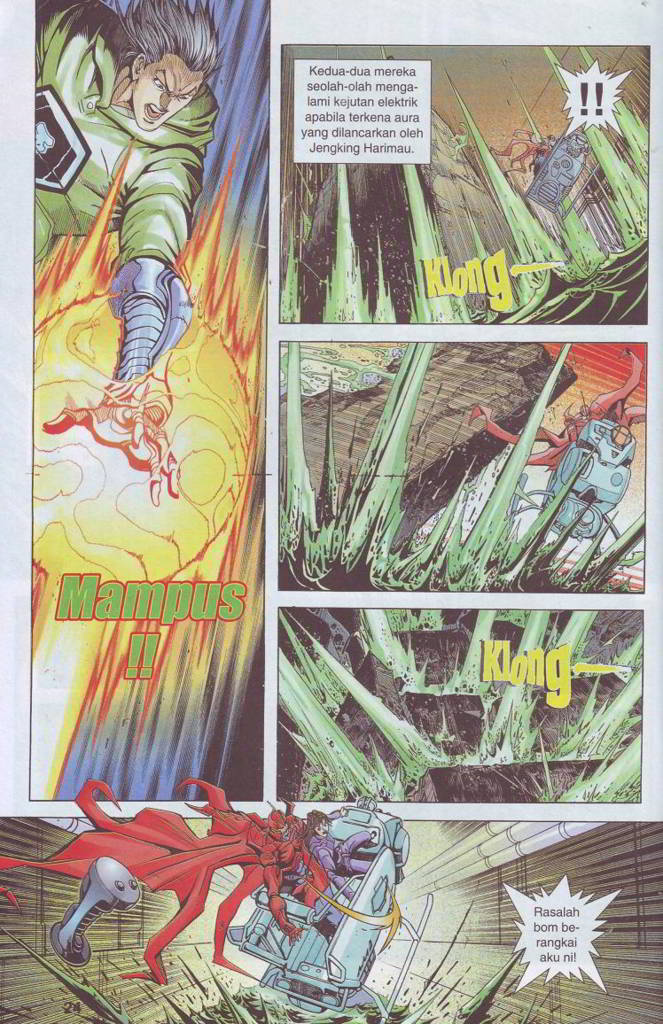 Mampus
!!
Kedua-dua mereka
seolah-olah menga-
lami kejutan elektrik
apabila terkena aura
yang dilancarkan oleh
Jengking Harimau.
!!
Klong
Klong
Rasalah
bom be-
rangkai
aku ni!
24